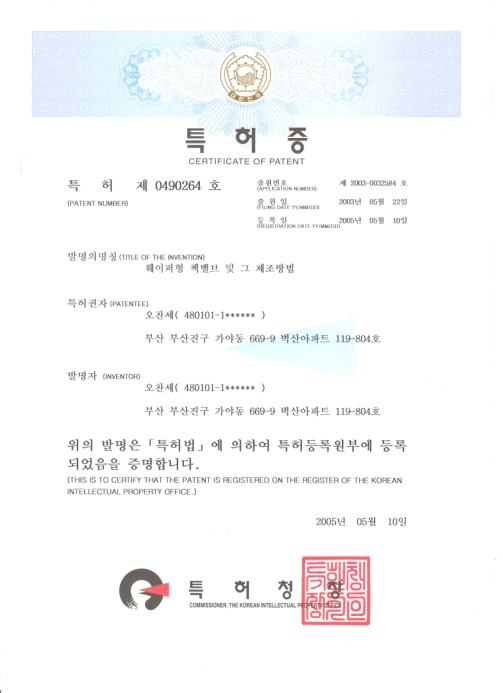 대한민국
특 허 증
CERTIFICATE OF PATENT
특 허 제 0490264 호
(PATENT NUMBER)
출원번호 제 2003-0032584 호
(APPLICATION NUMBER)
출 원 일 2003년 05월 22일
(FILING DATE:YY/MM/DD)
등 록 일 2005년 05월 10일
(REGISTRATION DATE:YY/MM/DD)
발명의명칭 (TITLE OF THE INVENTION)
웨이퍼형 첵밸브 및 그 제조방법
특허권자 (PATENTEE)
오찬세( 480101-1****** )
부산 부산진구 가야동 669-9 벽산아파트 119-804호
발명자 (INVENTOR)
오찬세( 480101-1****** )
부산 부산진구 가야동 669-9 벽산아파트 119-804호
위의 발명은「특허법」에 의하여 특허등록원부에 등록
되었음을 증명합니다.
(THIS IS TO CERTIFY THAT THE PATENT IS REGISTERED ON THE REGISTER OF THE KOREAN
INTELLECTUAL PROPERTY OFFICE.)
2005년 05월 10일
특 허 청 장
COMMISSIONER, THE KOREAN INTELLECTUAL PROPERTY OFFICE